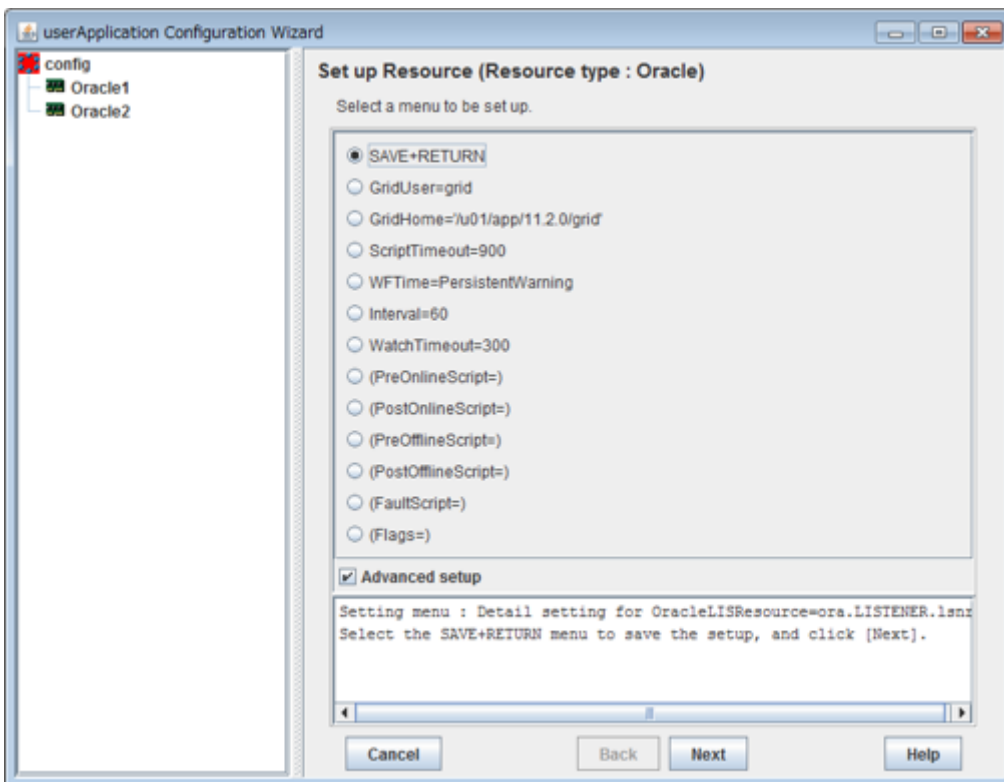 userApplication Configuration Wizard
config
Oracle1
Oracle2
Set up Resource (Resource type : Oracle)
Select a menu to be set up.
SAVE+RETURN
GridUser=grid
GridHome='/u01/app/11.2.0/grid'
ScriptTimeout=900
WFTime=PersistentWarning
Interval=60
WatchTimeout=300
(PreOnlineScript=)
(PostOnlineScript=)
(PreOfflineScript=)
(PostOfflineScript=)
(FaultScript=)
(Flags=)
Advanced setup
Setting menu : Detail setting for OracleLISResource=ora.LISTENER.lsnr
Select the SAVE+RETURN menu to save the setup, and click [Next].
Cancel Back Next Help